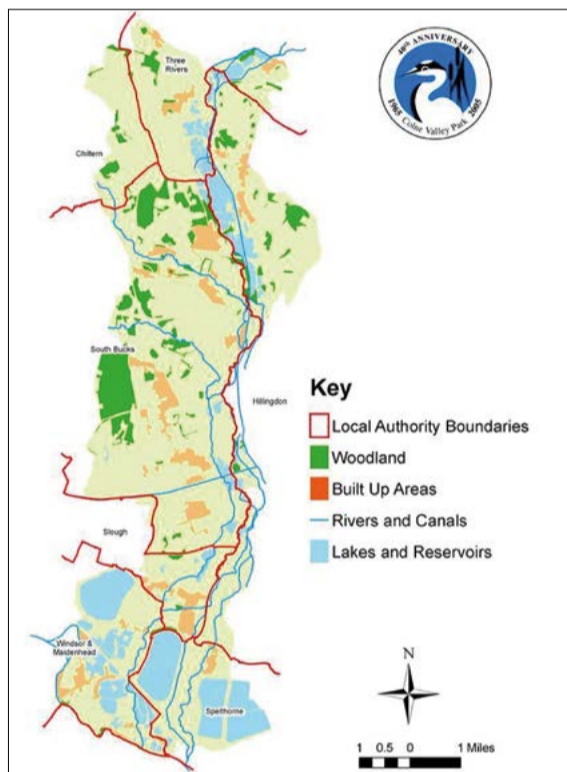 Three
Rivers
40th ANNIVERSARY
1965 Colne Valley Park 2005
Chiltern
South Bucks
Hillingdon
Key
Local Authority Boundaries
Woodland
Built Up Areas
Rivers and Canals
Lakes and Reservoirs
Slough
Windsor &
Maidenhead
Spelthorne
N
1 0.5 0 1 Miles